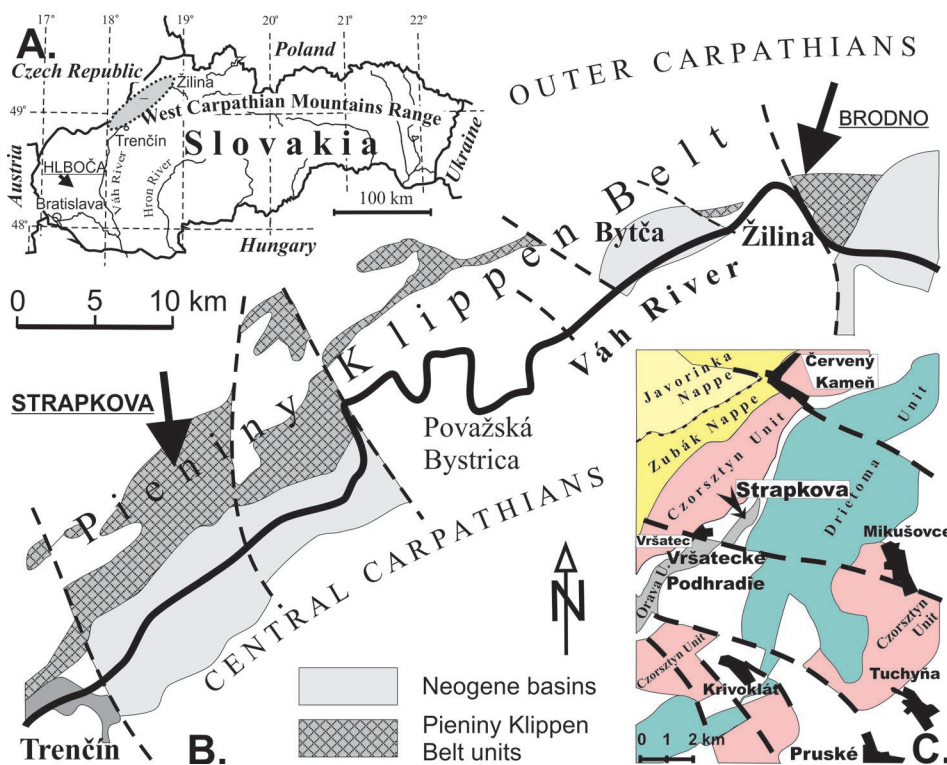 A.
17°
18°
19°
20°
21°
22°
Poland
Czech Republic
Žilina
49°
West Carpathian Mountains Range
Trenčín
Slovakia
Ukraine
Austria
HLBOČA
Váh River
Hron River
Bratislava
48°
100 km
Hungary
OUTER CARPATHIANS
BRODNO
Pieniny Klippen Belt
Bytča
Žilina
Váh River
0 5 10 km
STRAPKOVA
Považská
Bystrica
CENTRAL CARPATHIANS
N
Neogene basins
Pieniny Klippen
Belt units
Trenčín
B.
Červený
Kameň
Javorinka
Nappe
Zubák Nappe
Czorsztyn Unit
Drietoma Unit
Strapkova
Mikušovce
Vršatec
Vršatecké
Podhradie
Orava U.
Czorsztyn
Unit
Czorsztyn
Unit
Tuchyňa
Krivoklát
0 1 2 km
Pruské
C.